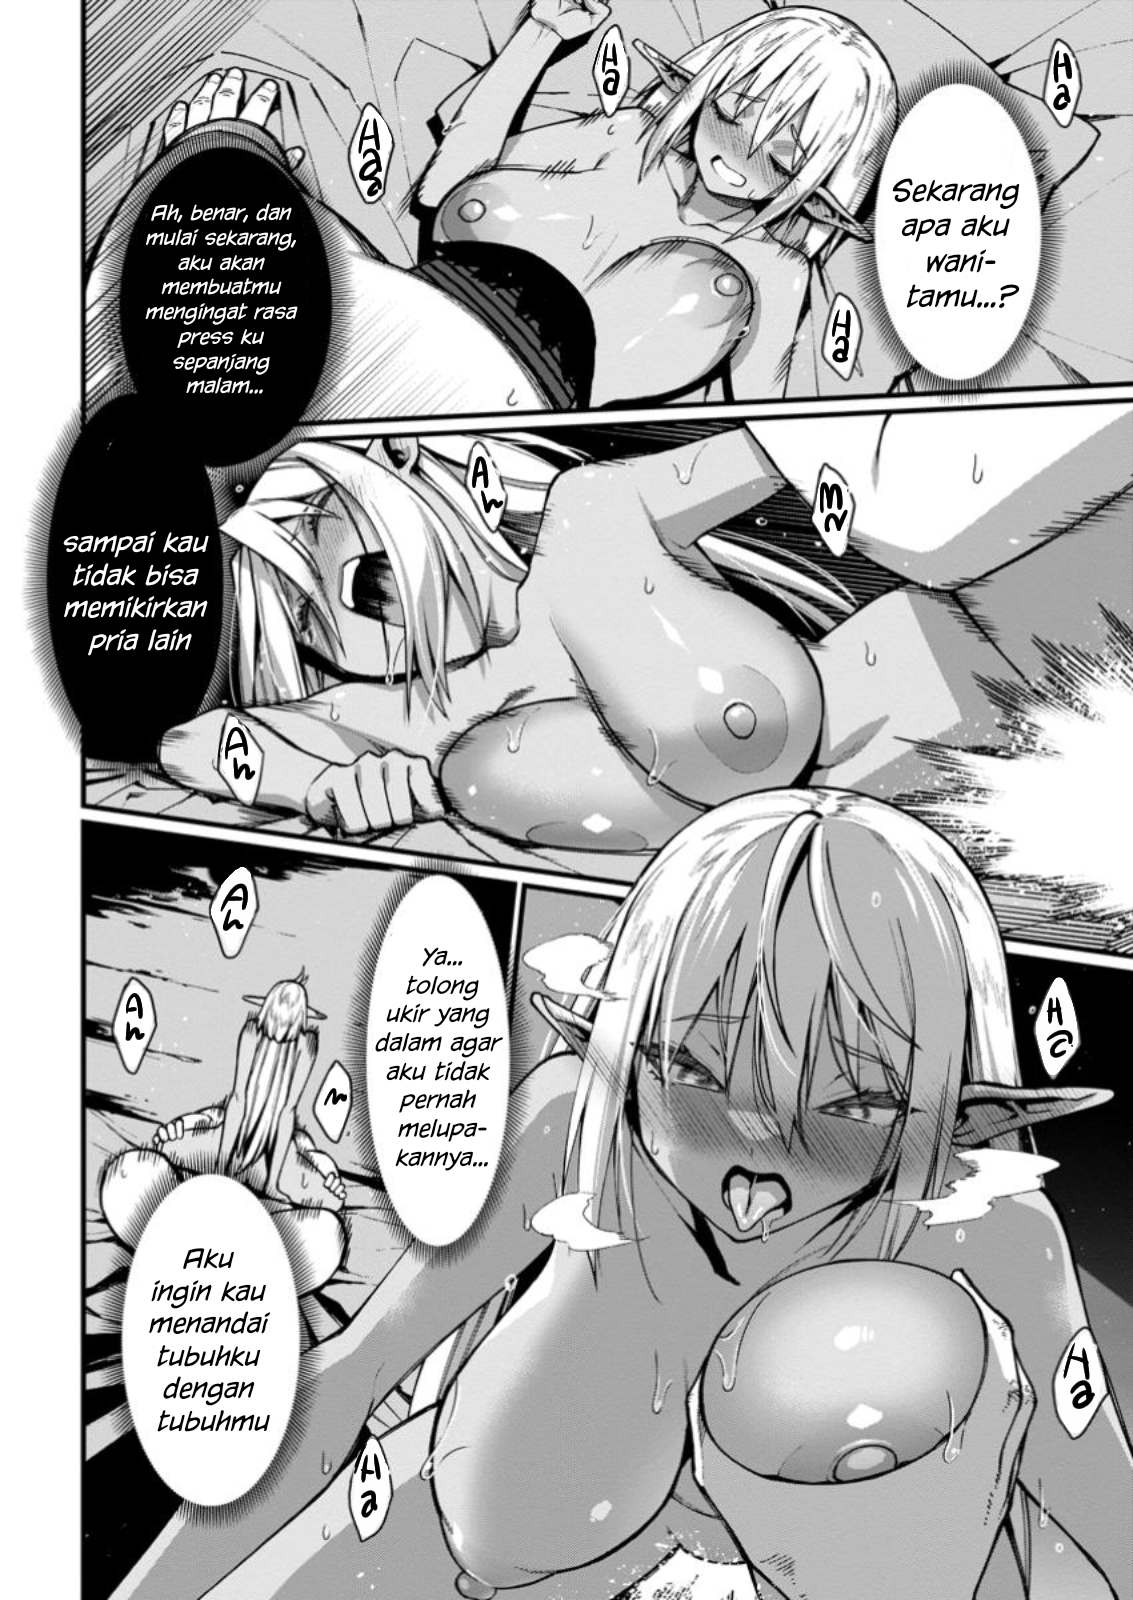 Ha
Ha
Sekarang
apa aku
wani-
tamu...?
Ha
Ha
Ah, benar, dan
mulai sekarang,
aku akan
membuatmu
mengingat rasa
press ku
sepanjang
malam...
Mn
Ah
sampai kau
tidak bisa
memikirkan
pria lain
Ah
Hc
Ha
Ya...
tolong
ukir yang
dalam agar
aku tidak
pernah
melupa-
kannya...
Ah
Ah
n
Aku
ingin kau
menandai
tubuhku
dengan
tubuhmu
Ha